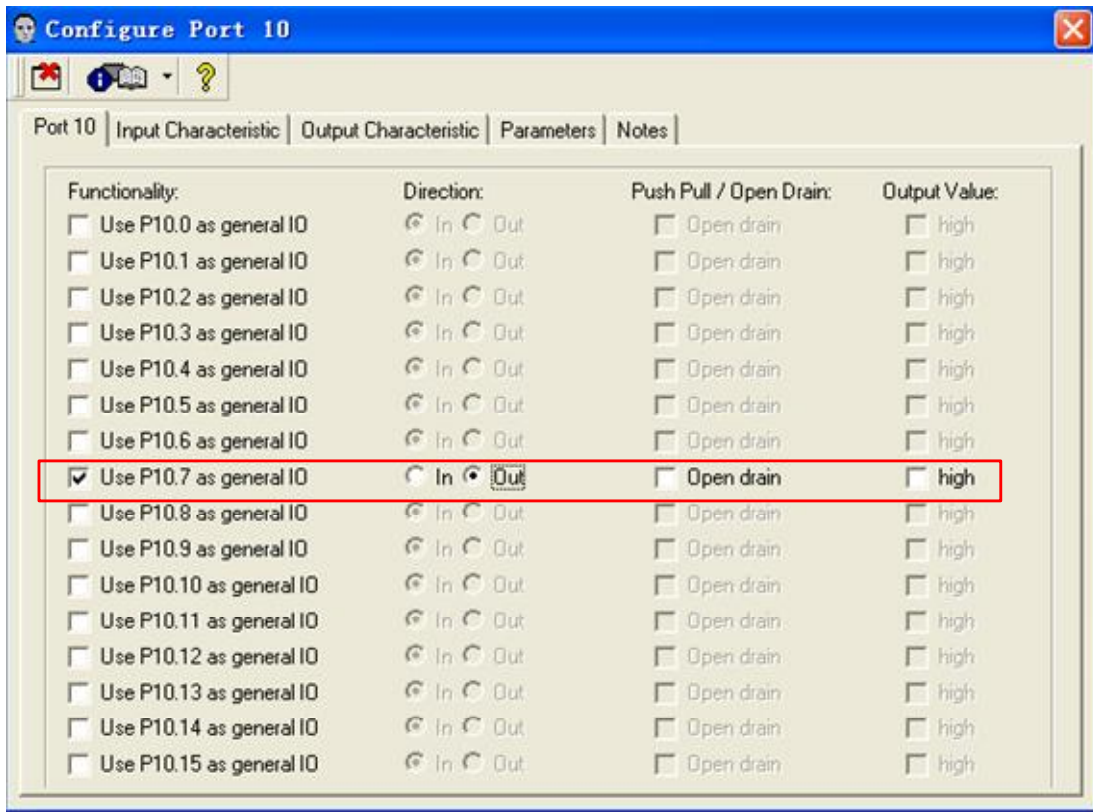 Configure Port 10
Port 10 Input Characteristic Output Characteristic Parameters Notes
Functionality: Direction: Push Pull / Open Drain: Output Value:
Use P10.0 as general IO In Out Open drain high
Use P10.1 as general IO In Out Open drain high
Use P10.2 as general IO In Out Open drain high
Use P10.3 as general IO In Out Open drain high
Use P10.4 as general IO In Out Open drain high
Use P10.5 as general IO In Out Open drain high
Use P10.6 as general IO In Out Open drain high
Use P10.7 as general IO In Out Open drain high
Use P10.8 as general IO In Out Open drain high
Use P10.9 as general IO In Out Open drain high
Use P10.10 as general IO In Out Open drain high
Use P10.11 as general IO In Out Open drain high
Use P10.12 as general IO In Out Open drain high
Use P10.13 as general IO In Out Open drain high
Use P10.14 as general IO In Out Open drain high
Use P10.15 as general IO In Out Open drain high